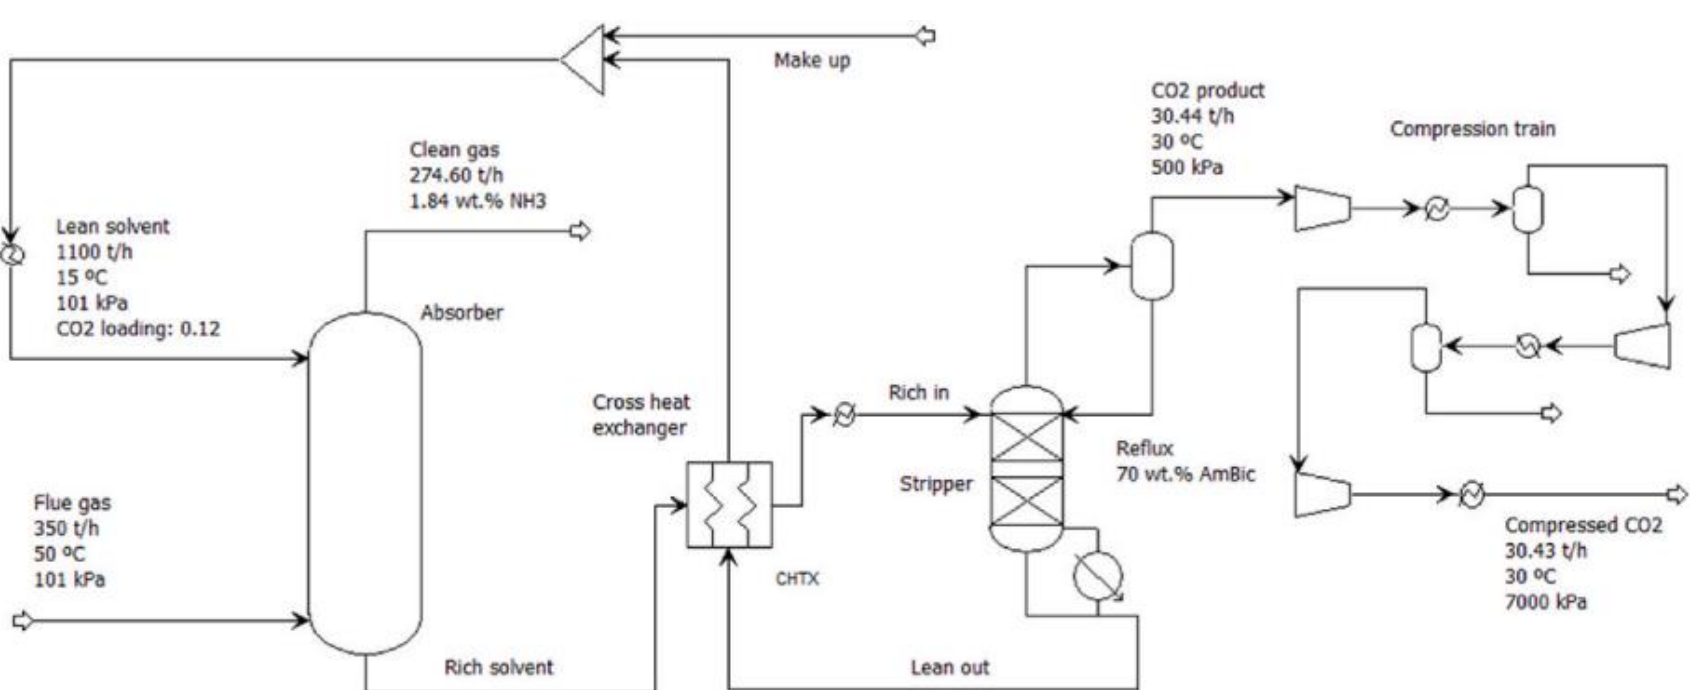 Make up
CO2 product
30.44 t/h
30 ºC
500 kPa
Compression train
Clean gas
274.60 t/h
1.84 wt.% NH3
Lean solvent
1100 t/h
15 ºC
101 kPa
CO2 loading: 0.12
Absorber
Cross heat
exchanger
Rich in
Reflux
70 wt.% AmBic
Stripper
Flue gas
350 t/h
50 ºC
101 kPa
CHTX
Compressed CO2
30.43 t/h
30 ºC
7000 kPa
Rich solvent
Lean out